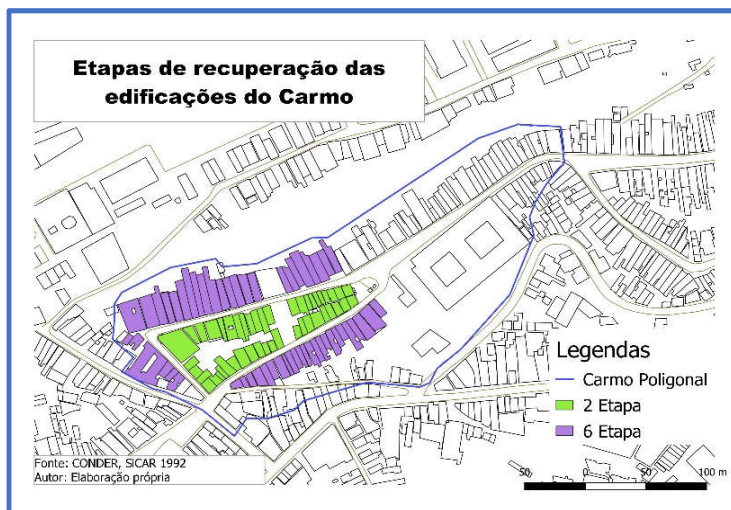 Etapas de recuperação das
edificações do Carmo
Legendas
Carmo Poligonal
2 Etapa
6 Etapa
Fonte: CONDER, SICAR 1992
Autor: Elaboração própria
50 0 50 100 m